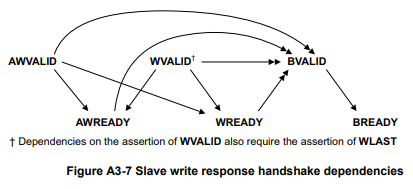 AWVALID WVALID† BVALID
AWREADY WREADY BREADY
† Dependencies on the assertion of WVALID also require the assertion of WLAST
Figure A3-7 Slave write response handshake dependencies